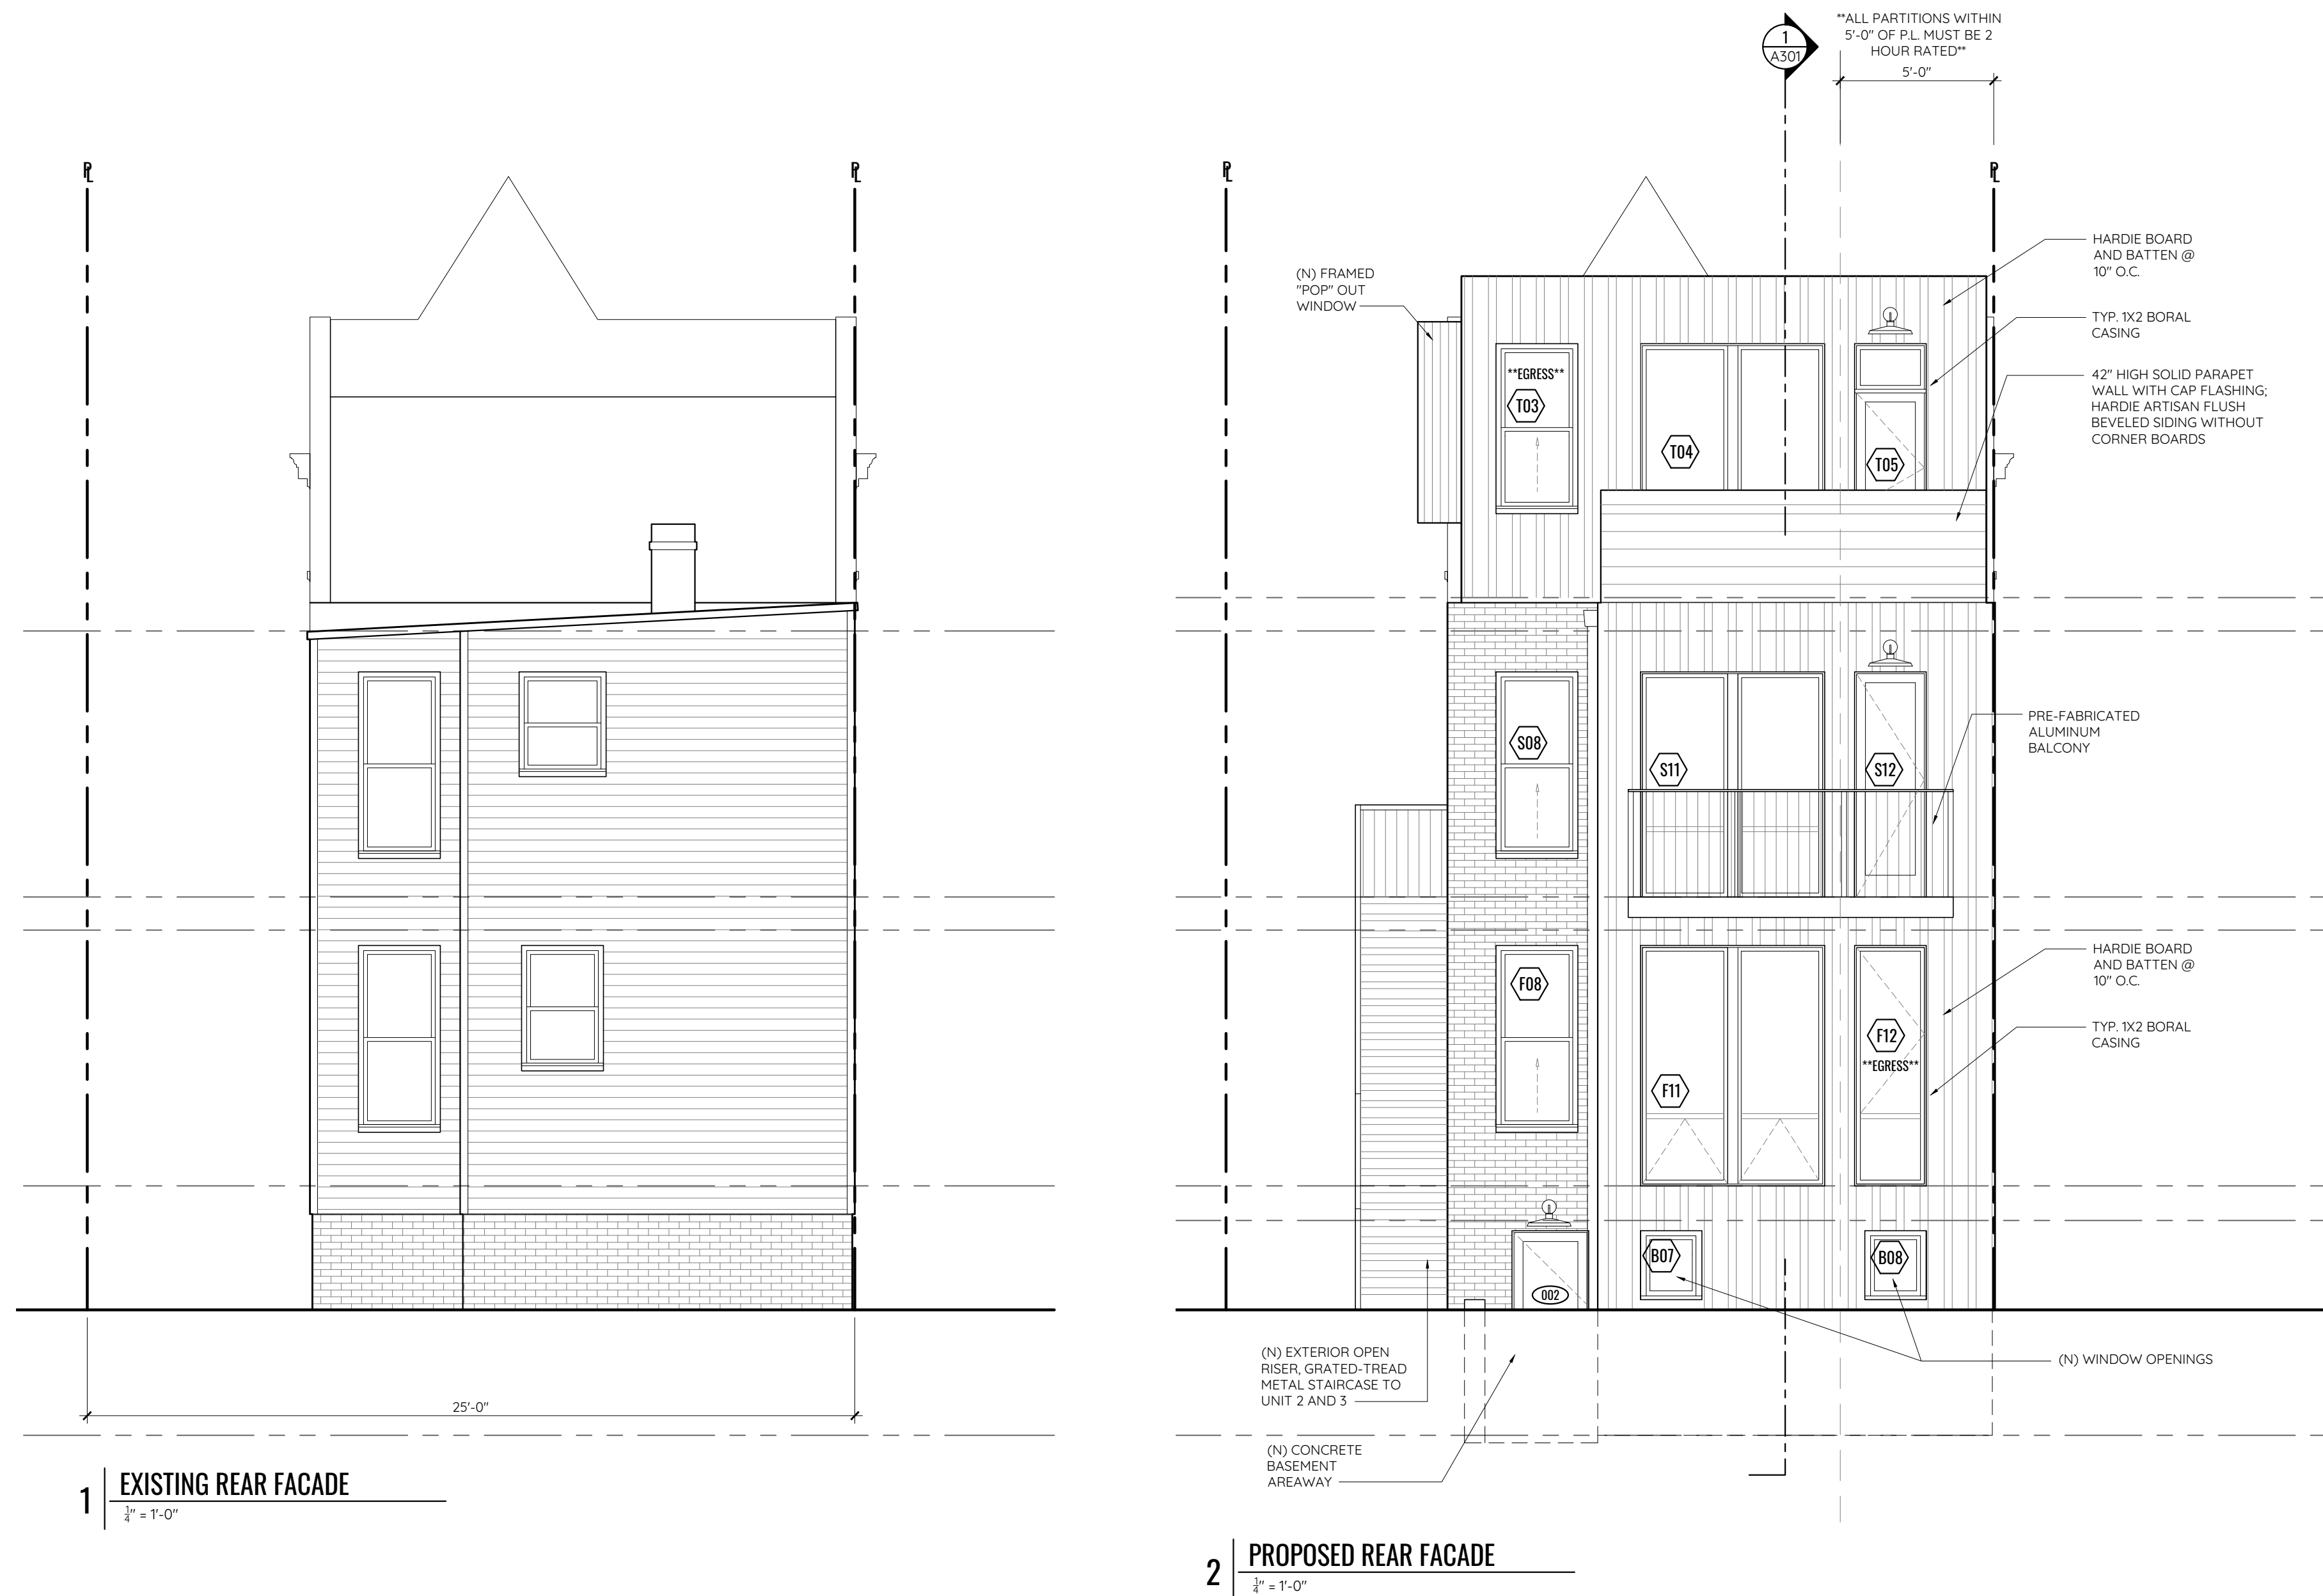 **ALL PARTITIONS WITHIN
5'-0" OF P.L. MUST BE 2
HOUR RATED**
1
A301
5'-0"
PL
PL
PL
PL
HARDIE BOARD
AND BATTEN @
10" O.C.
(N) FRAMED
"POP" OUT
WINDOW
TYP. 1X2 BORAL
CASING
42" HIGH SOLID PARAPET
WALL WITH CAP FLASHING;
HARDIE ARTISAN FLUSH
BEVELED SIDING WITHOUT
CORNER BOARDS
**EGRESS**
T03
T04
T05
PRE-FABRICATED
ALUMINUM
BALCONY
S08
S11
S12
HARDIE BOARD
AND BATTEN @
10" O.C.
F08
TYP. 1X2 BORAL
CASING
F12
**EGRESS**
F11
B07
B08
002
(N) EXTERIOR OPEN
RISER, GRATED-TREAD
METAL STAIRCASE TO
UNIT 2 AND 3
(N) WINDOW OPENINGS
25'-0"
(N) CONCRETE
BASEMENT
AREAWAY
1
EXISTING REAR FACADE
1/4" = 1'-0"
2
PROPOSED REAR FACADE
1/4" = 1'-0"